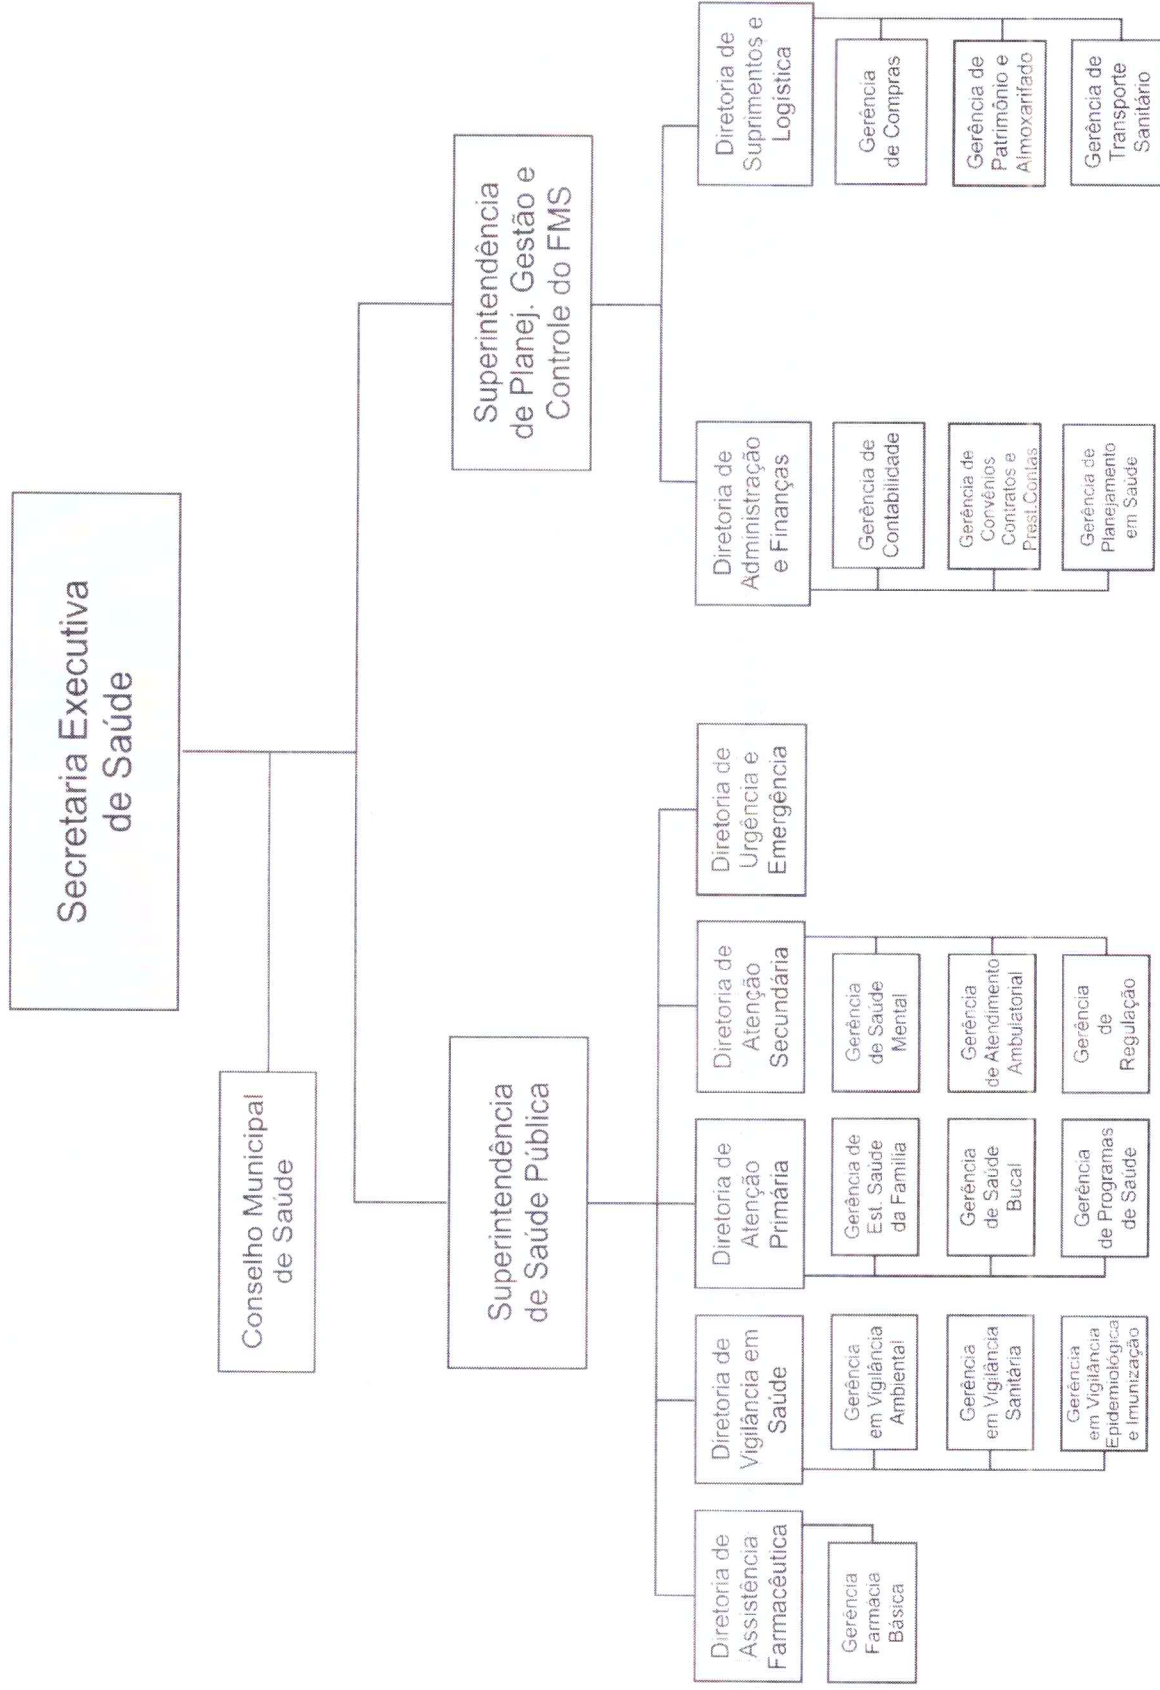 Secretaria Executiva
de Saúde
Conselho Municipal
de Saúde
Superintendência
de Saúde Pública
Superintendência
de Planej. Gestão e
Controle do FMS
Diretoria de
Assistência
Farmacêutica
Gerência
Farmácia
Básica
Diretoria de
Vigilância em
Saúde
Gerência
em Vigilância
Ambiental
Gerência
em Vigilância
Sanitária
Gerência
em Vigilância
Epidemiológica
e Imunização
Diretoria de
Atenção
Primária
Gerência de
Est. Saúde
da Família
Gerência
de Saúde
Bucal
Gerência
de Programas
de Saúde
Diretoria de
Atenção
Secundária
Gerência
de Saúde
Mental
Gerência
de Atendimento
Ambulatorial
Gerência
de
Regulação
Diretoria de
Urgência e
Emergência
Diretoria de
Administração
e Finanças
Gerência de
Contabilidade
Gerência de
Convênios
Contratos e
Prest.Contas
Gerência de
Planejamento
em Saúde
Diretoria de
Suprimentos e
Logística
Gerência
de Compras
Gerência de
Patrimônio e
Almoxarifado
Gerência de
Transporte
Sanitário